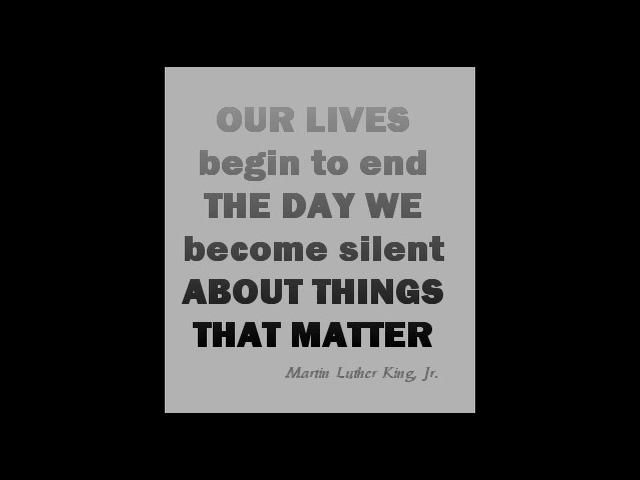 OUR LIVES
begin to end
THE DAY WE
become silent
ABOUT THINGS
THAT MATTER
Martin Luther King, Jr.